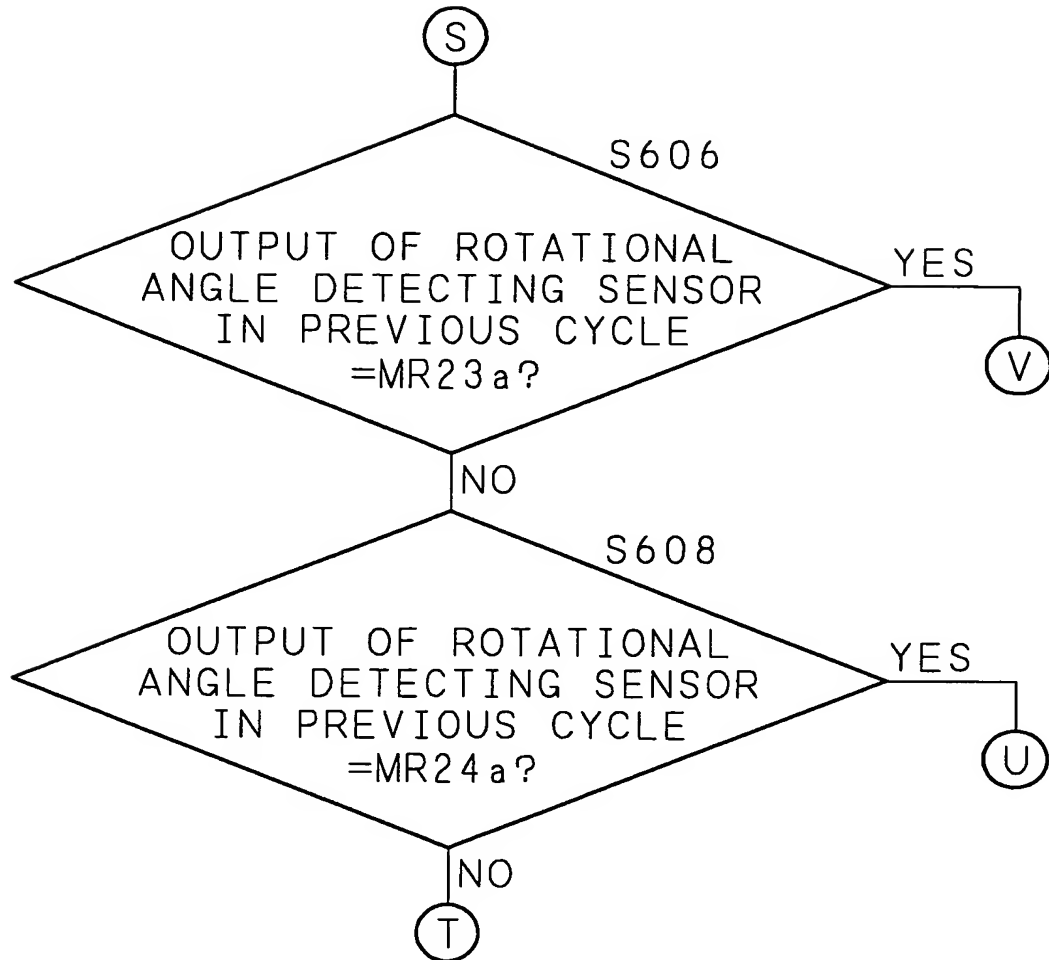 S
S606
OUTPUT OF ROTATIONAL
ANGLE DETECTING SENSOR
IN PREVIOUS CYCLE
=MR23a?
YES
V
NO
S608
OUTPUT OF ROTATIONAL
ANGLE DETECTING SENSOR
IN PREVIOUS CYCLE
=MR24a?
YES
U
NO
T